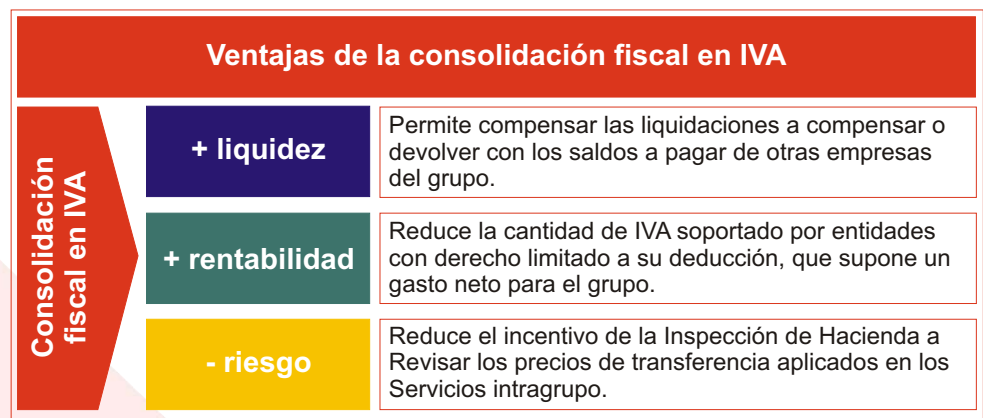 Ventajas de la consolidación fiscal en IVA
Consolidación
fiscal en IVA
+ liquidez
Permite compensar las liquidaciones a compensar o
devolver con los saldos a pagar de otras empresas
del grupo.
+ rentabilidad
Reduce la cantidad de IVA soportado por entidades
con derecho limitado a su deducción, que supone un
gasto neto para el grupo.
- riesgo
Reduce el incentivo de la Inspección de Hacienda a
Revisar los precios de transferencia aplicados en los
Servicios intragrupo.